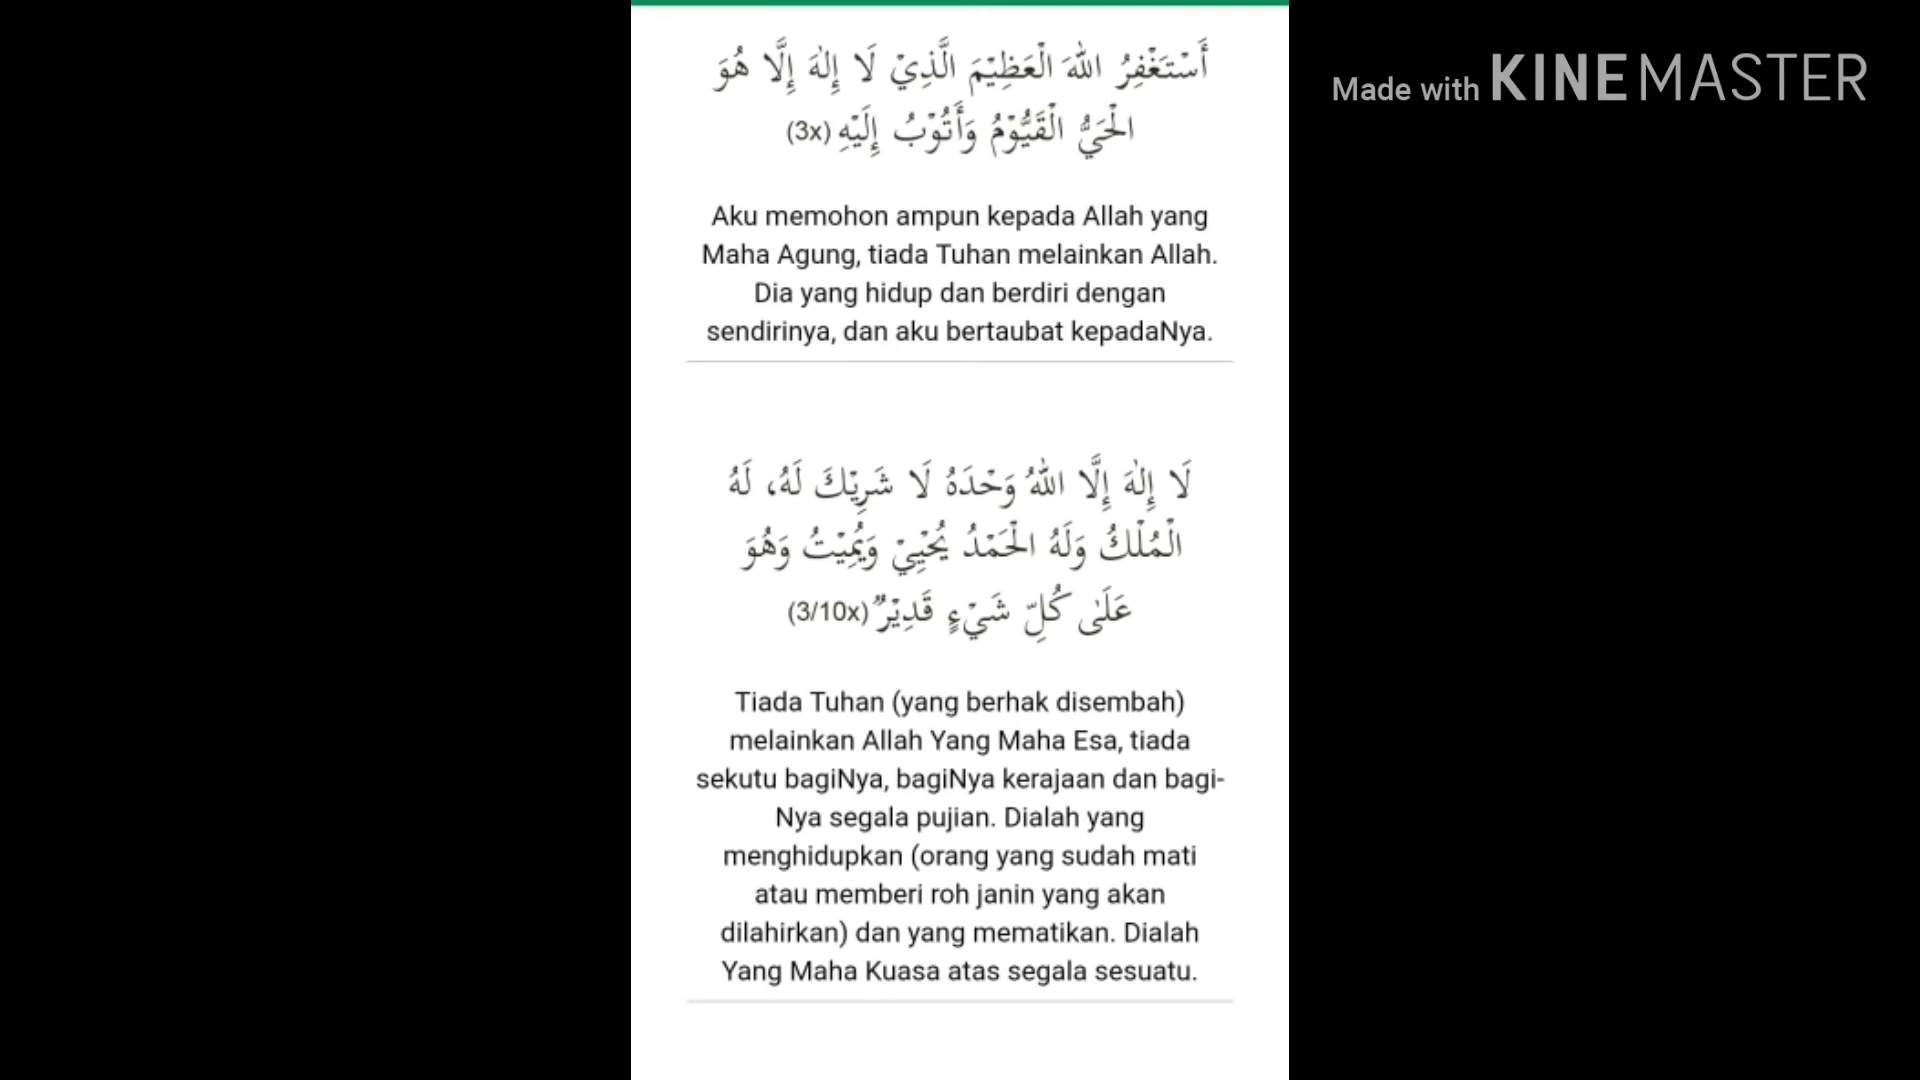 أَسْتَغْفِرُ اللهَ الْعَظِيْمَ الَّذِيْ لَا إِلٰهَ إِلَّا هُوَ
الْحَيُّ الْقَيُّوْمُ وَأَتُوْبُ إِلَيْهِ (3x)
Aku memohon ampun kepada Allah yang
Maha Agung, tiada Tuhan melainkan Allah.
Dia yang hidup dan berdiri dengan
sendirinya, dan aku bertaubat kepadaNya.
لَا إِلٰهَ إِلَّا اللهُ وَحْدَهُ لَا شَرِيْكَ لَهُ، لَهُ
الْمُلْكُ وَلَهُ الْحَمْدُ يُحْيِيْ وَيُمِيْتُ وَهُوَ
عَلَىٰ كُلِّ شَيْءٍ قَدِيْرٌ (3/10x)
Tiada Tuhan (yang berhak disembah)
melainkan Allah Yang Maha Esa, tiada
sekutu bagiNya, bagiNya kerajaan dan bagi-
Nya segala pujian. Dialah yang
menghidupkan (orang yang sudah mati
atau memberi roh janin yang akan
dilahirkan) dan yang mematikan. Dialah
Yang Maha Kuasa atas segala sesuatu.
Made with KINEMASTER